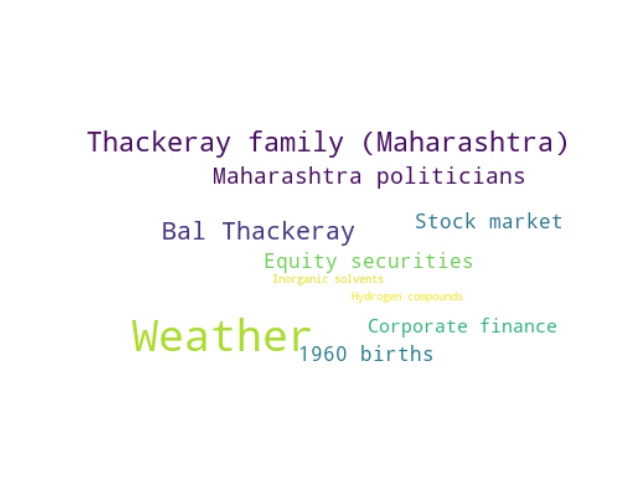 Thackeray family (Maharashtra)
Maharashtra politicians
Stock market
Bal Thackeray
Equity securities
Inorganic solvents
Hydrogen compounds
Weather
Corporate finance
1960 births